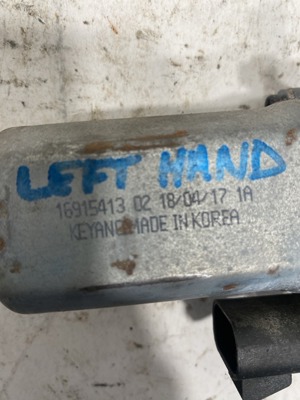 LEFT HAND
16915413 02 18/04/17 1A
KEYANG MADE IN KOREA